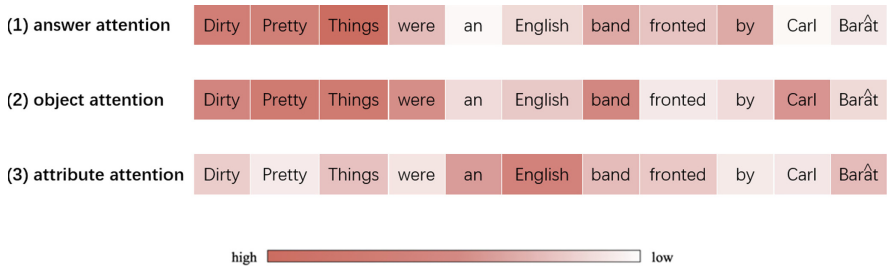 (1) answer attention Dirty Pretty Things were an English band fronted by Carl Barât
(2) object attention Dirty Pretty Things were an English band fronted by Carl Barât
(3) attribute attention Dirty Pretty Things were an English band fronted by Carl Barât
high low